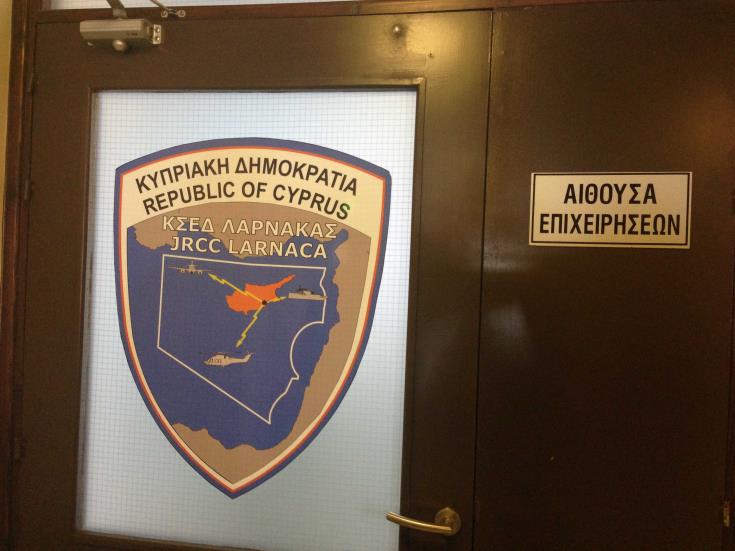 ΚΥΠΡΙΑΚΗ ΔΗΜΟΚΡΑΤΙΑ
REPUBLIC OF CYPRUS
ΚΣΕΔ ΛΑΡΝΑΚΑΣ
JRCC LARNACA
ΑΙΘΟΥΣΑ
ΕΠΙΧΕΙΡΗΣΕΩΝ